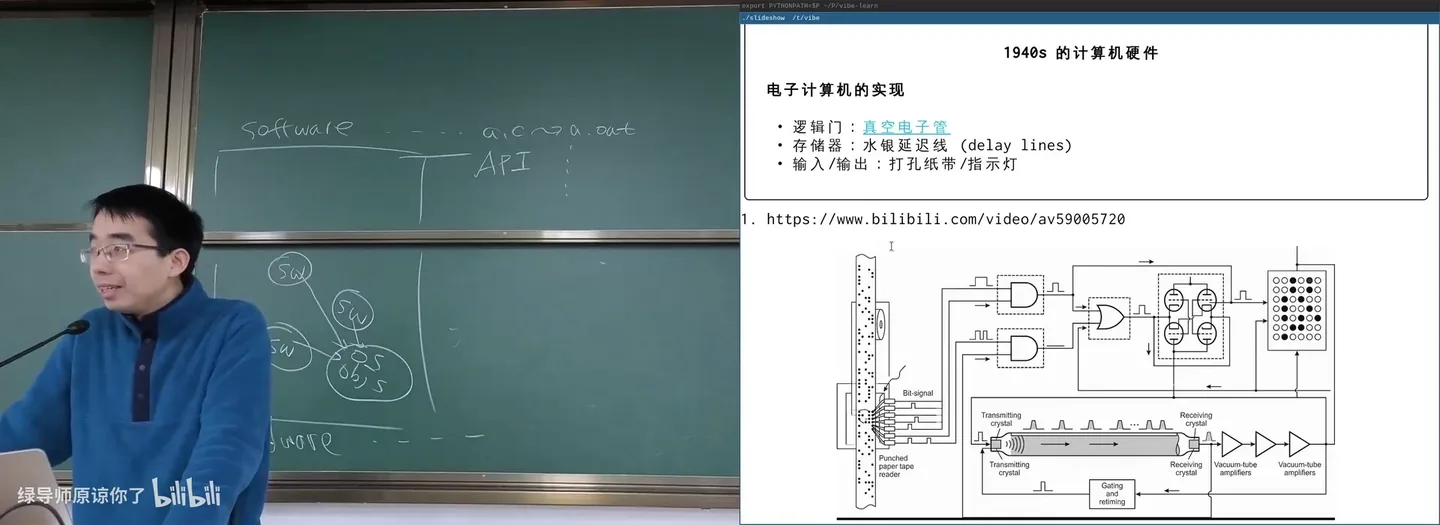 software - - - - a.c → a.out
API
SW
SW
SW
OS
obj s
ware - - - -
绿导师原谅你了 bilibili
export PYTHONPATH=$P ~/P/vibe-learn
./slideshow /t/vibe
1940s 的计算机硬件
电子计算机的实现
• 逻辑门：真空电子管
• 存储器：水银延迟线 (delay lines)
• 输入/输出：打孔纸带/指示灯
1. https://www.bilibili.com/video/av59005720
Bit-signal
Punched
paper tape
reader
Transmitting
crystal
Receiving
crystal
Transmitting
crystal
Receiving
crystal
Vacuum-tube
amplifiers
Vacuum-tube
amplifiers
Gating
and
retiming